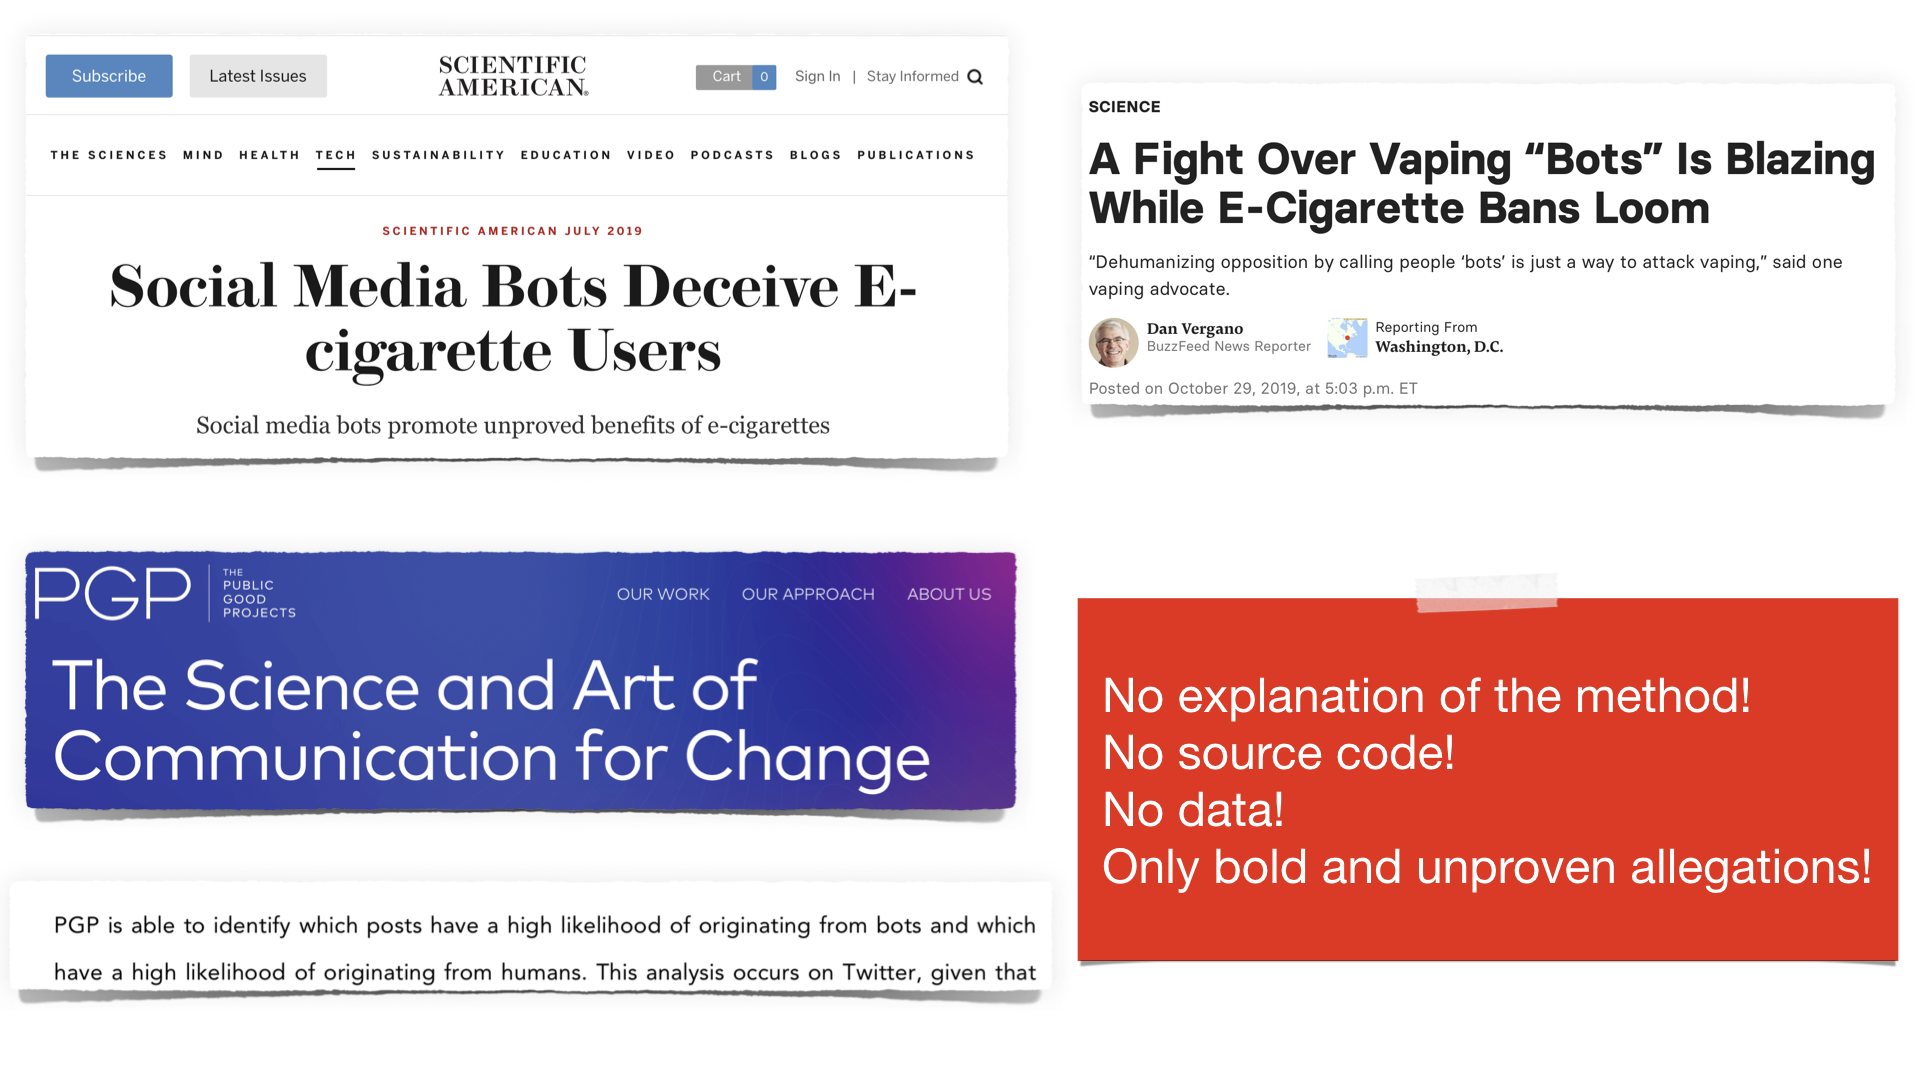 Subscribe
Latest Issues
SCIENTIFIC
AMERICAN®
Cart 0
Sign In | Stay Informed
THE SCIENCES MIND HEALTH TECH SUSTAINABILITY EDUCATION VIDEO PODCASTS BLOGS PUBLICATIONS
SCIENTIFIC AMERICAN JULY 2019
Social Media Bots Deceive E-
cigarette Users
Social media bots promote unproved benefits of e-cigarettes
SCIENCE
A Fight Over Vaping “Bots” Is Blazing
While E-Cigarette Bans Loom
“Dehumanizing opposition by calling people ‘bots’ is just a way to attack vaping,” said one
vaping advocate.
Dan Vergano
BuzzFeed News Reporter
Reporting From
Washington, D.C.
Posted on October 29, 2019, at 5:03 p.m. ET
PGP
THE
PUBLIC
GOOD
PROJECTS
OUR WORK OUR APPROACH ABOUT US
The Science and Art of
Communication for Change
PGP is able to identify which posts have a high likelihood of originating from bots and which
have a high likelihood of originating from humans. This analysis occurs on Twitter, given that
No explanation of the method!
No source code!
No data!
Only bold and unproven allegations!